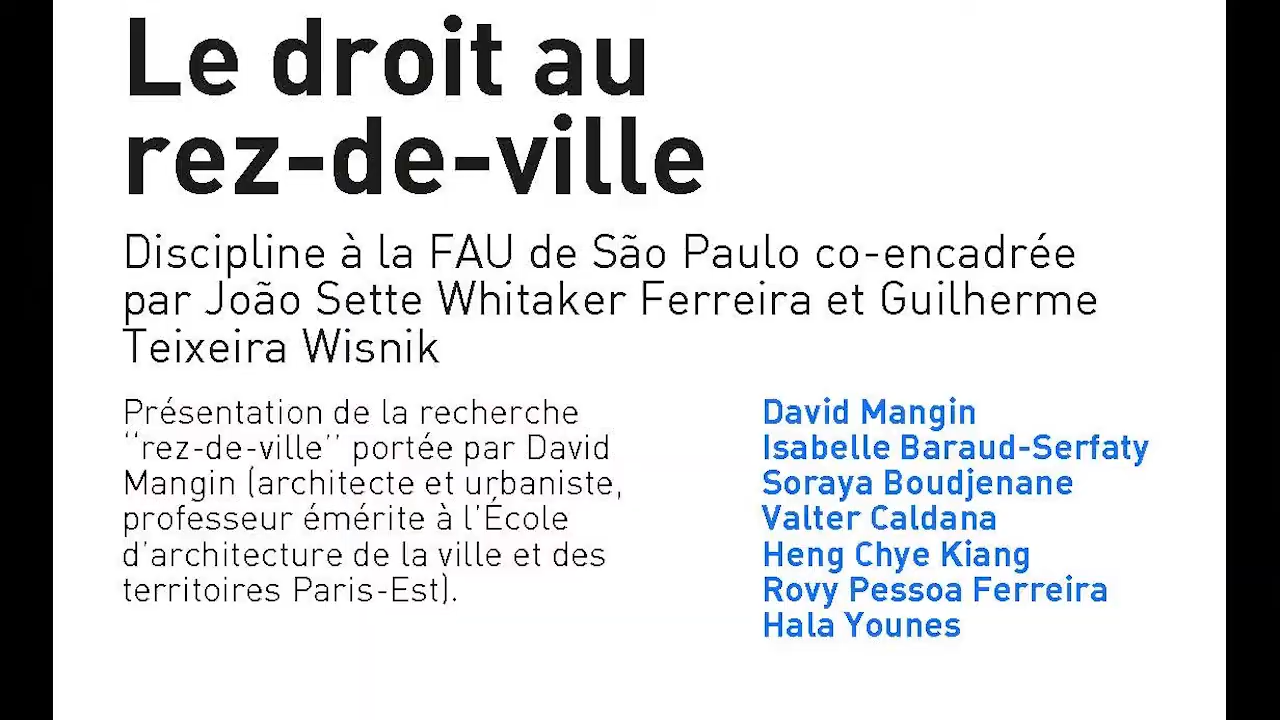 Le droit au
rez-de-ville
Discipline à la FAU de São Paulo co-encadrée
par João Sette Whitaker Ferreira et Guilherme
Teixeira Wisnik
Présentation de la recherche
‘‘rez-de-ville’’ portée par David
Mangin (architecte et urbaniste,
professeur émérite à l’École
d’architecture de la ville et des
territoires Paris-Est).
David Mangin
Isabelle Baraud-Serfaty
Soraya Boudjenane
Valter Caldana
Heng Chye Kiang
Rovy Pessoa Ferreira
Hala Younes